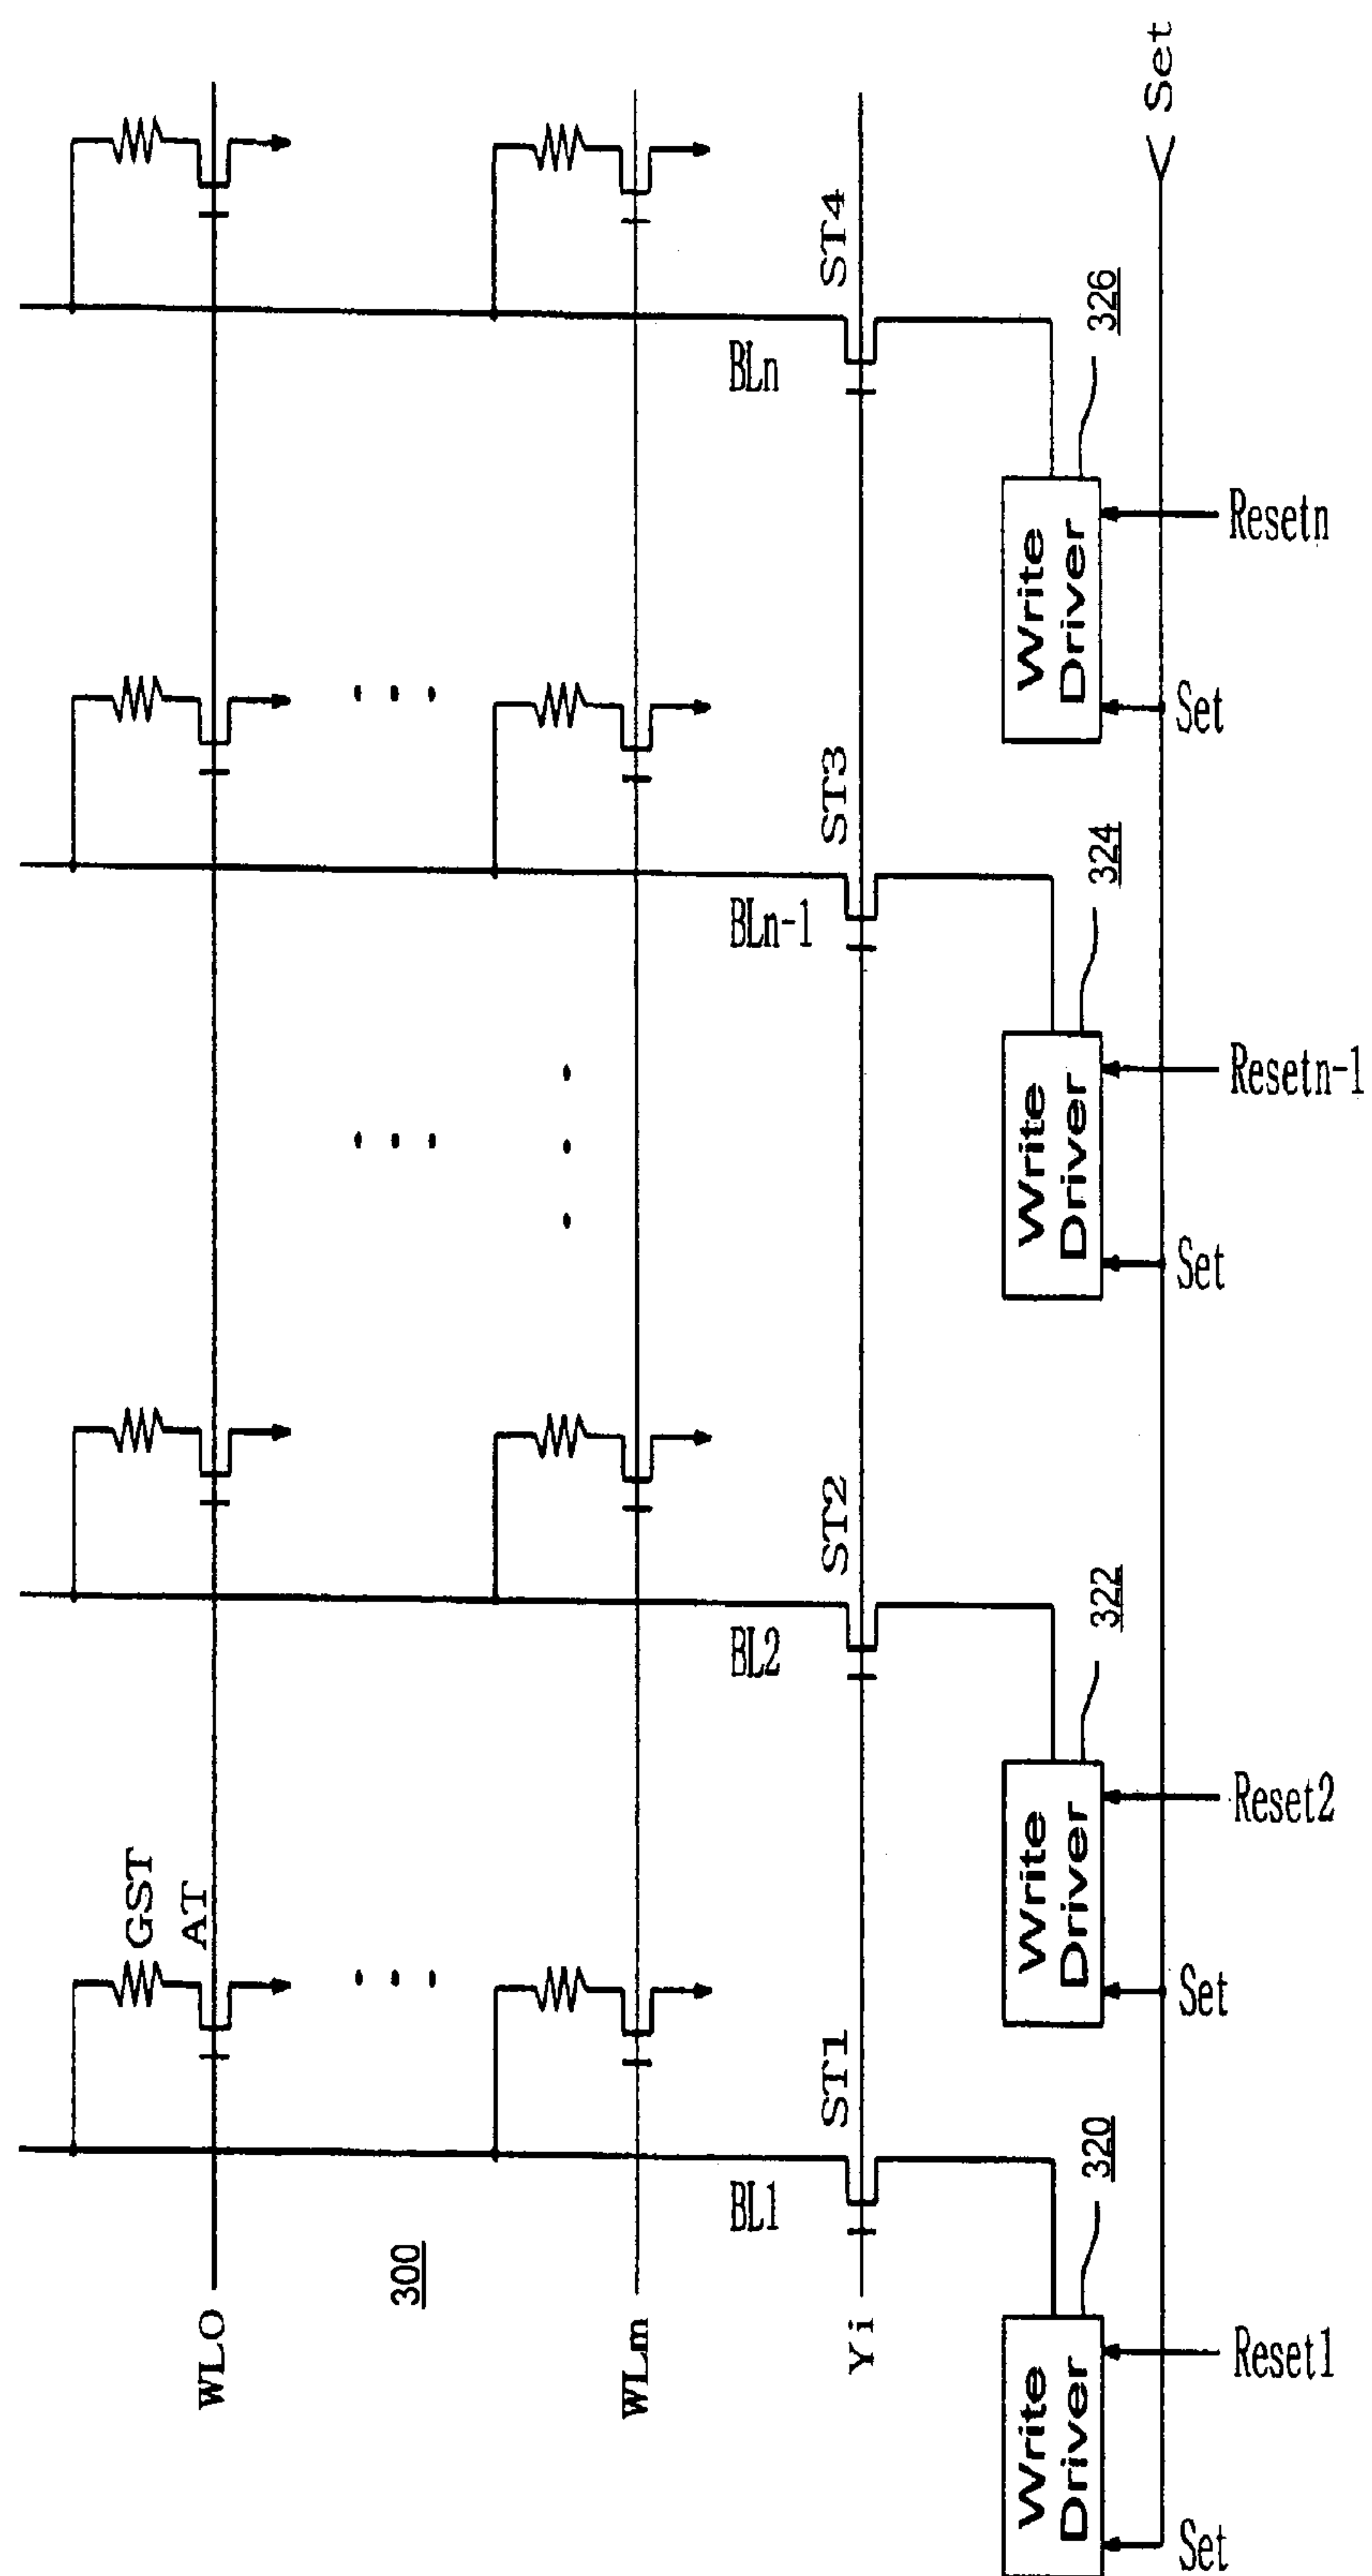 GST
AT
WLO
300
WLm
BL1
BL2
BLn-1
BLn
ST1
ST2
ST3
ST4
Yi
320
322
324
326
Write
Driver
Write
Driver
Write
Driver
Write
Driver
Set
Reset1
Set
Reset2
Set
Resetn-1
Set
Resetn
Set